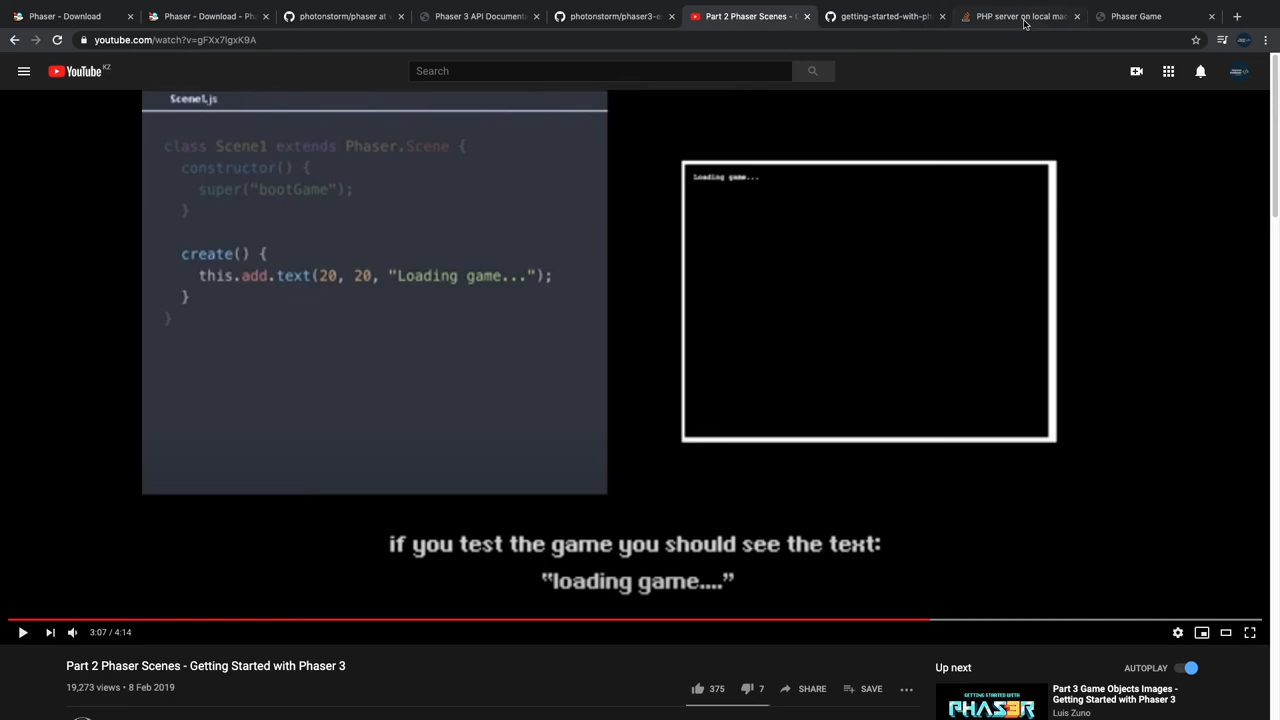 Phaser - Download
Phaser - Download - Ph
photonstorm/phaser at
Phaser 3 API Documenta
photonstorm/phaser3-e
Part 2 Phaser Scenes -
getting-started-with-ph
PHP server on local mac
Phaser Game
youtube.com/watch?v=gFXx7lgxK9A
YouTube KZ
Search
Scene1.js
class Scene1 extends Phaser.Scene {
constructor() {
super("bootGame");
}
create() {
this.add.text(20, 20, "Loading game...");
}
}
Loading game...
if you test the game you should see the text:
"loading game...."
3:07 / 4:14
Part 2 Phaser Scenes - Getting Started with Phaser 3
19,273 views • 8 Feb 2019
375
7
SHARE
SAVE
Up next
AUTOPLAY
GETTING STARTED WITH
PHAS3R
Part 3 Game Objects Images -
Getting Started with Phaser 3
Luis Zuno